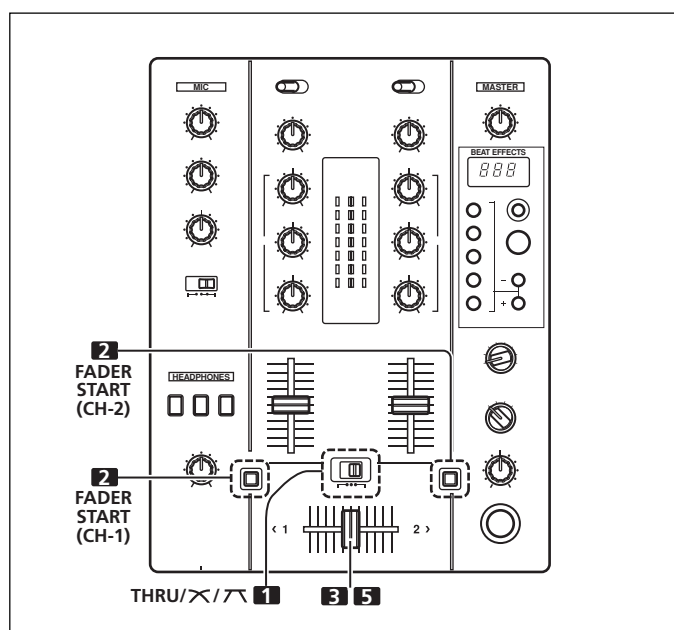 MIC
MASTER
BEAT EFFECTS
888
2
FADER
START
(CH-2)
HEADPHONES
2
FADER
START
(CH-1)
-
+
‹ 1
2 ›
THRU/ / 1
3 5